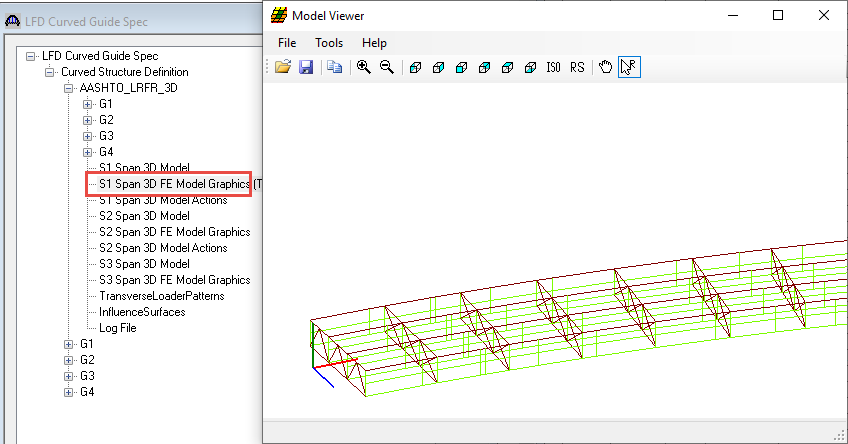 LFD Curved Guide Spec
LFD Curved Guide Spec
Curved Structure Definition
AASHTO_LRFR_3D
G1
G2
G3
G4
S1 Span 3D Model
S1 Span 3D FE Model Graphics (T
S1 Span 3D Model Actions
S2 Span 3D Model
S2 Span 3D FE Model Graphics
S2 Span 3D Model Actions
S3 Span 3D Model
S3 Span 3D FE Model Graphics
TransverseLoaderPatterns
InfluenceSurfaces
Log File
G1
G2
G3
G4
Model Viewer
File Tools Help
ISO RS R